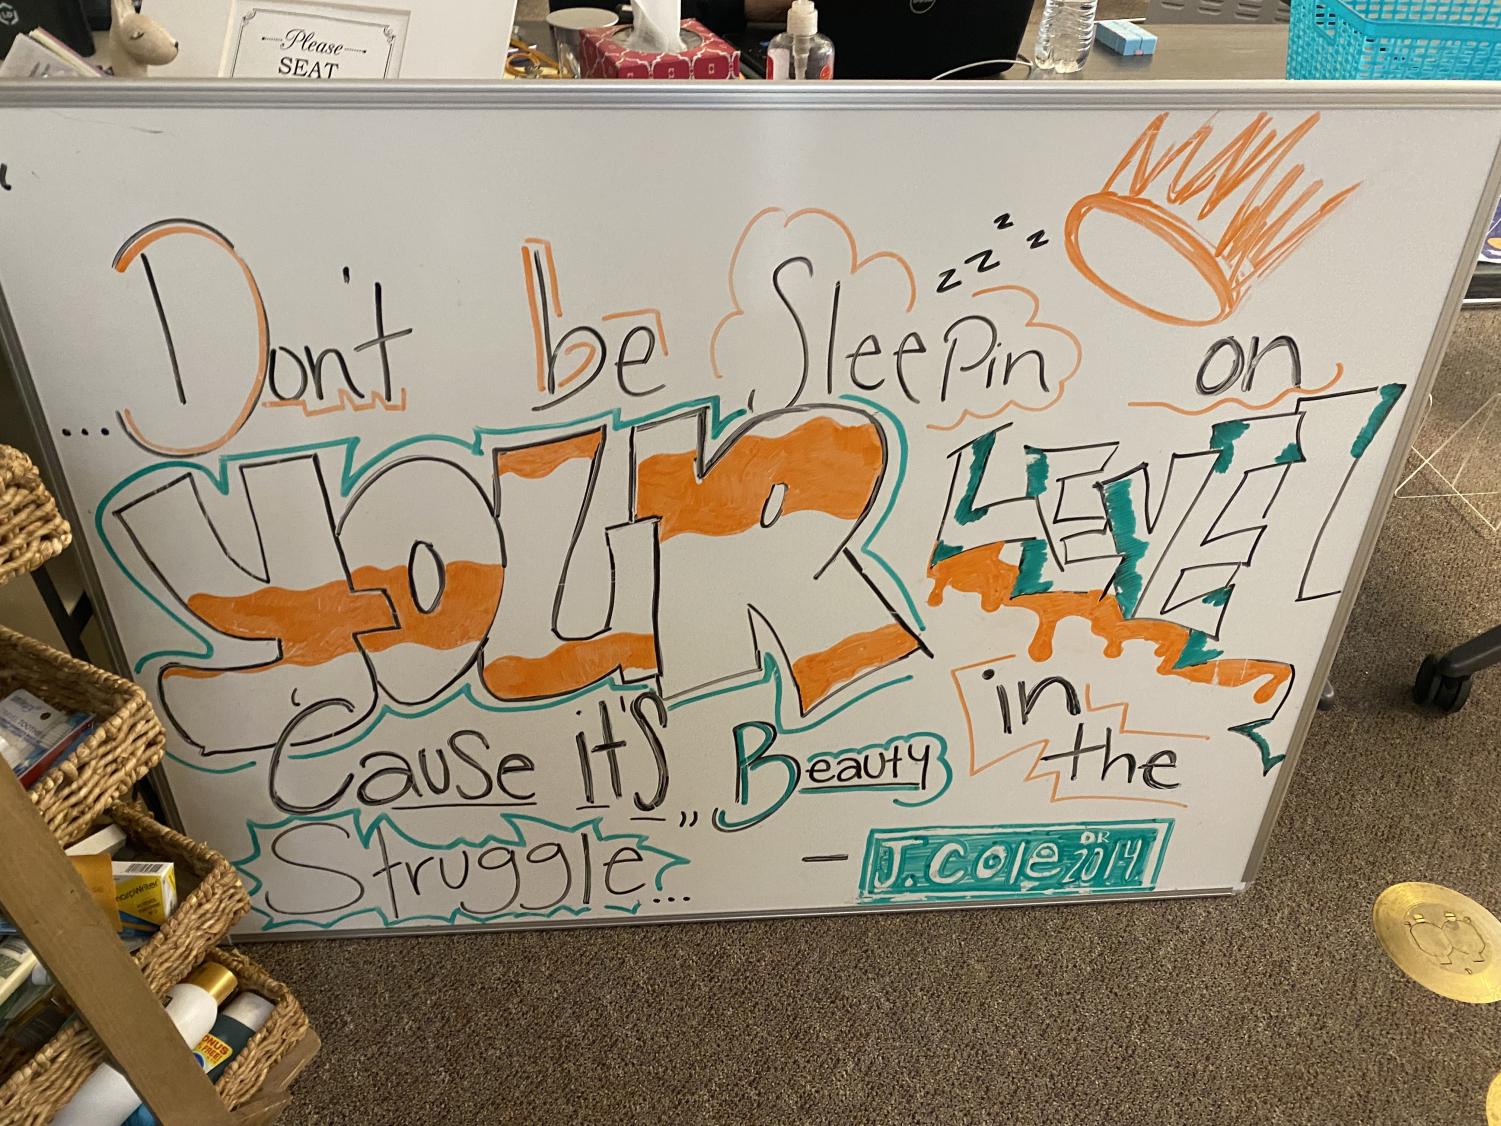 Please
SEAT
z z z z z
...Don't be Sleepin on
YOUR LEVEL
'Cause it's,, Beauty in the
Struggle... - J. Cole DR 2014